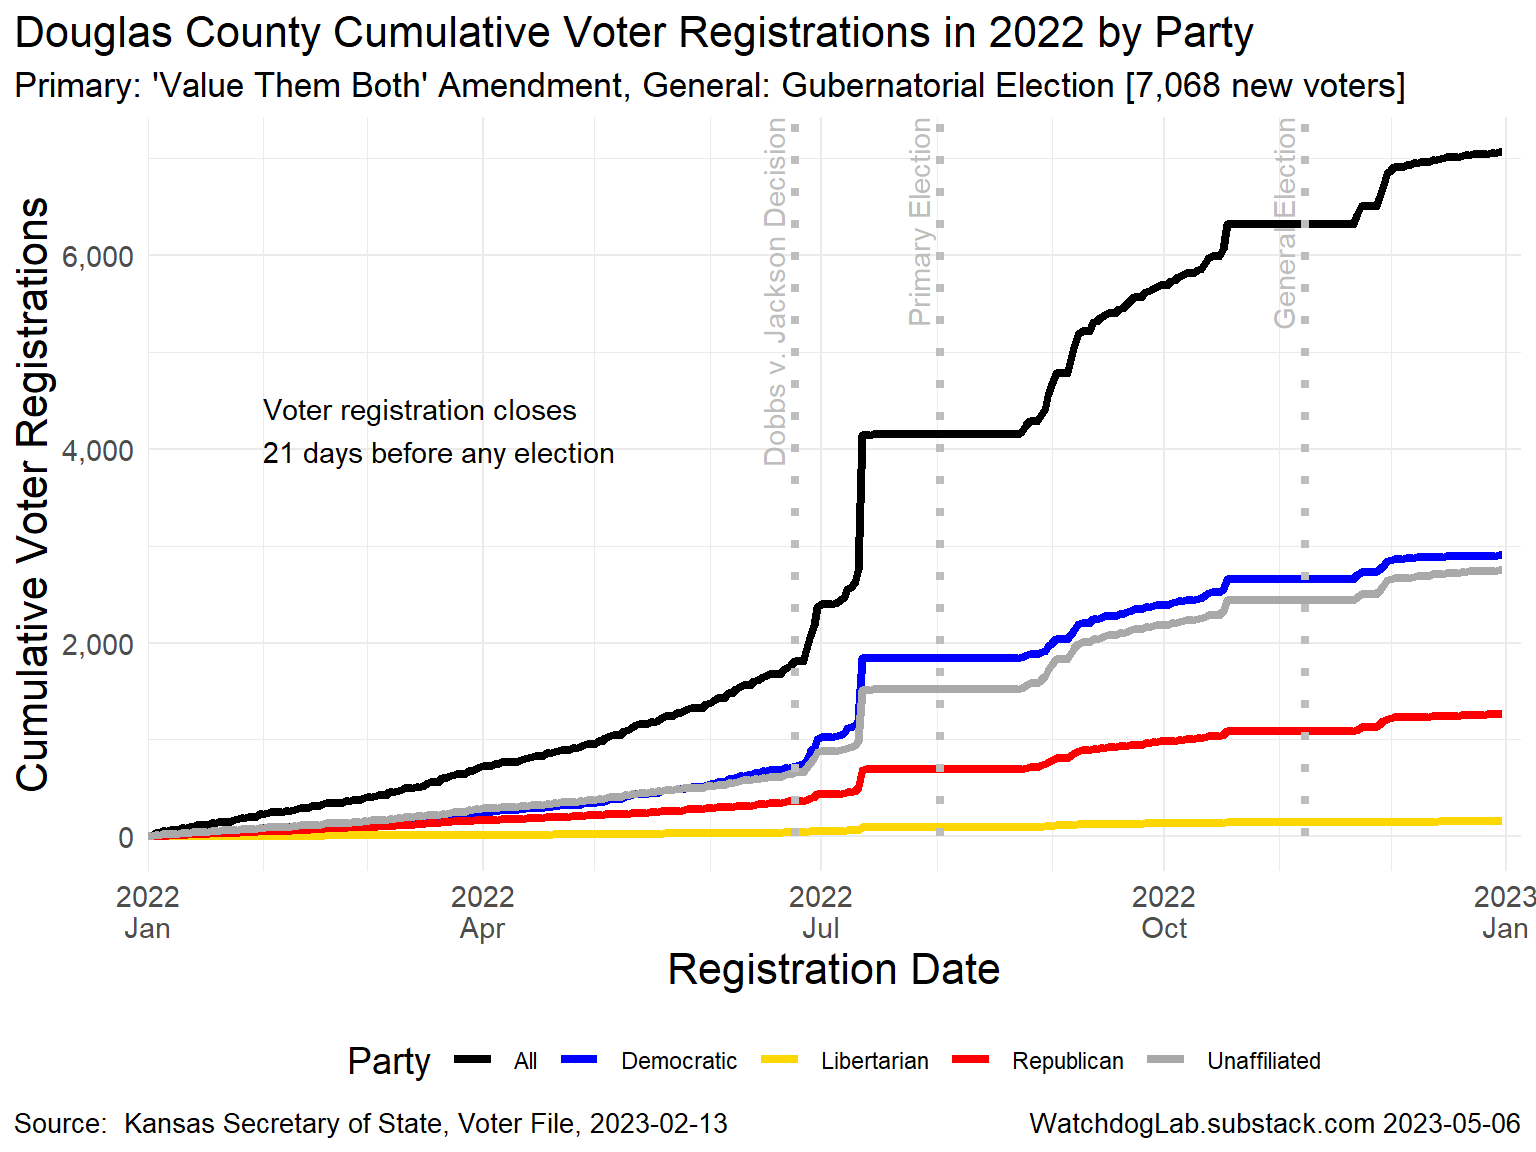 Douglas County Cumulative Voter Registrations in 2022 by Party
Primary: 'Value Them Both' Amendment, General: Gubernatorial Election [7,068 new voters]
Cumulative Voter Registrations
6,000
4,000
2,000
0
Dobbs v. Jackson Decision
Primary Election
General Election
Voter registration closes
21 days before any election
2022
Jan
2022
Apr
2022
Jul
2022
Oct
2023
Jan
Registration Date
Party
All
Democratic
Libertarian
Republican
Unaffiliated
Source:  Kansas Secretary of State, Voter File, 2023-02-13
WatchdogLab.substack.com 2023-05-06